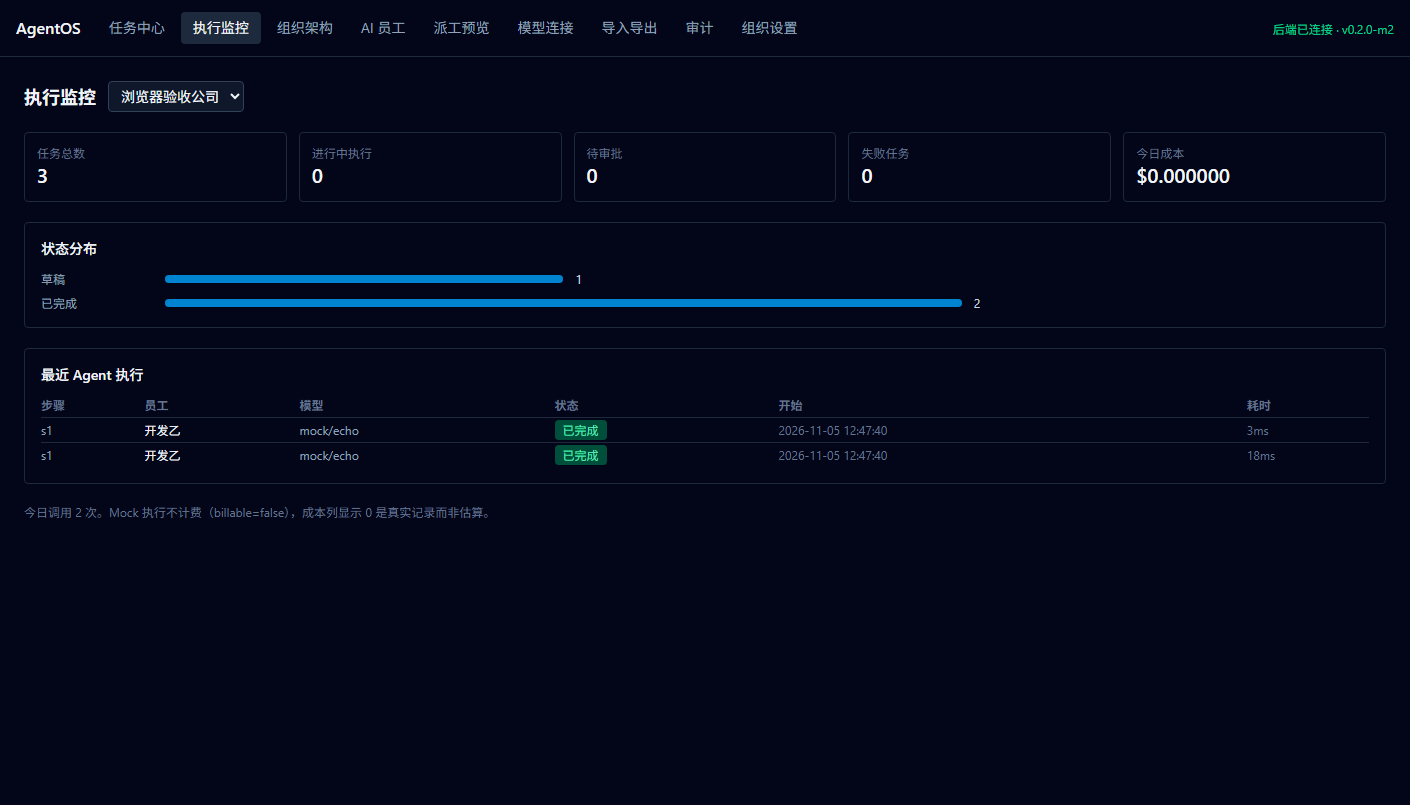 AgentOS 任务中心 执行监控 组织架构 AI 员工 派工预览 模型连接 导入导出 审计 组织设置 后端已连接 · v0.2.0-m2
执行监控 浏览器验收公司
任务总数 进行中执行 待审批 失败任务 今日成本
3 0 0 0 $0.000000
状态分布
草稿 1
已完成 2
最近 Agent 执行
步骤 员工 模型 状态 开始 耗时
s1 开发乙 mock/echo 已完成 2026-11-05 12:47:40 3ms
s1 开发乙 mock/echo 已完成 2026-11-05 12:47:40 18ms
今日调用 2 次。Mock 执行不计费（billable=false），成本列显示 0 是真实记录而非估算。